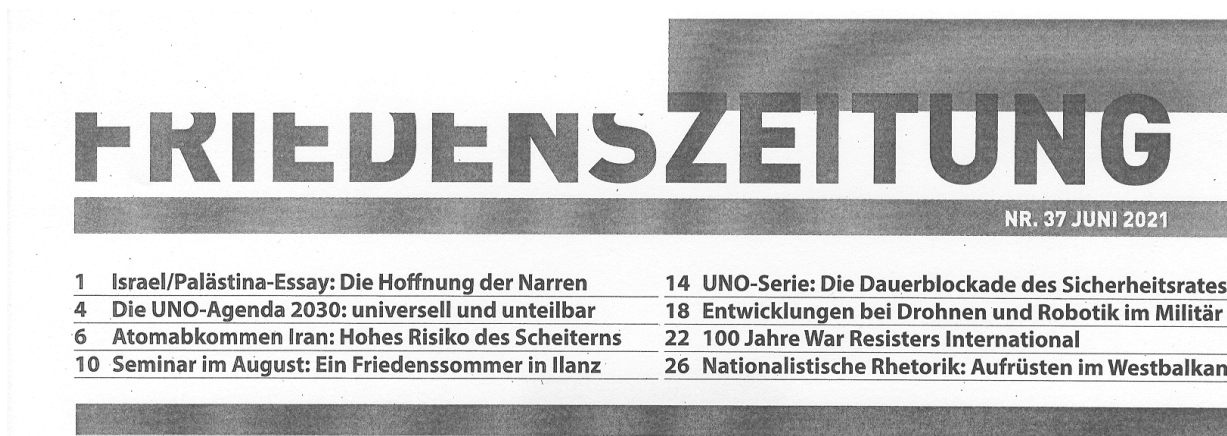 FRIEDENSZEITUNG
NR. 37 JUNI 2021
1 Israel/Palästina-Essay: Die Hoffnung der Narren
4 Die UNO-Agenda 2030: universell und unteilbar
6 Atomabkommen Iran: Hohes Risiko des Scheiterns
10 Seminar im August: Ein Friedenssommer in Ilanz
14 UNO-Serie: Die Dauerblockade des Sicherheitsrates
18 Entwicklungen bei Drohnen und Robotik im Militär
22 100 Jahre War Resisters International
26 Nationalistische Rhetorik: Aufrüsten im Westbalkan